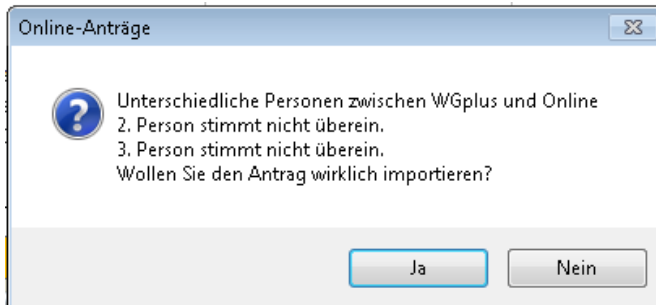 Online-Anträge
Unterschiedliche Personen zwischen WGplus und Online
2. Person stimmt nicht überein.
3. Person stimmt nicht überein.
Wollen Sie den Antrag wirklich importieren?
Ja
Nein